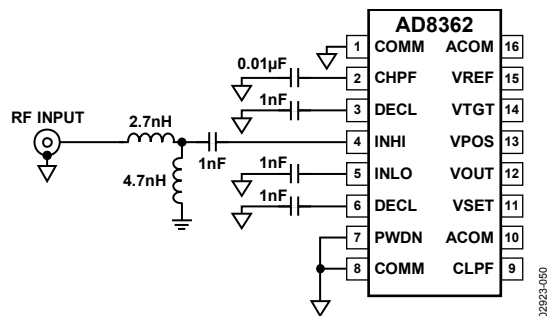 AD8362
1 COMM ACOM 16
0.01µF
2 CHPF VREF 15
1nF
3 DECL VTGT 14
RF INPUT
2.7nH
4 INHI VPOS 13
1nF
4.7nH
1nF
5 INLO VOUT 12
1nF
6 DECL VSET 11
7 PWDN ACOM 10
8 COMM CLPF 9
02923-050